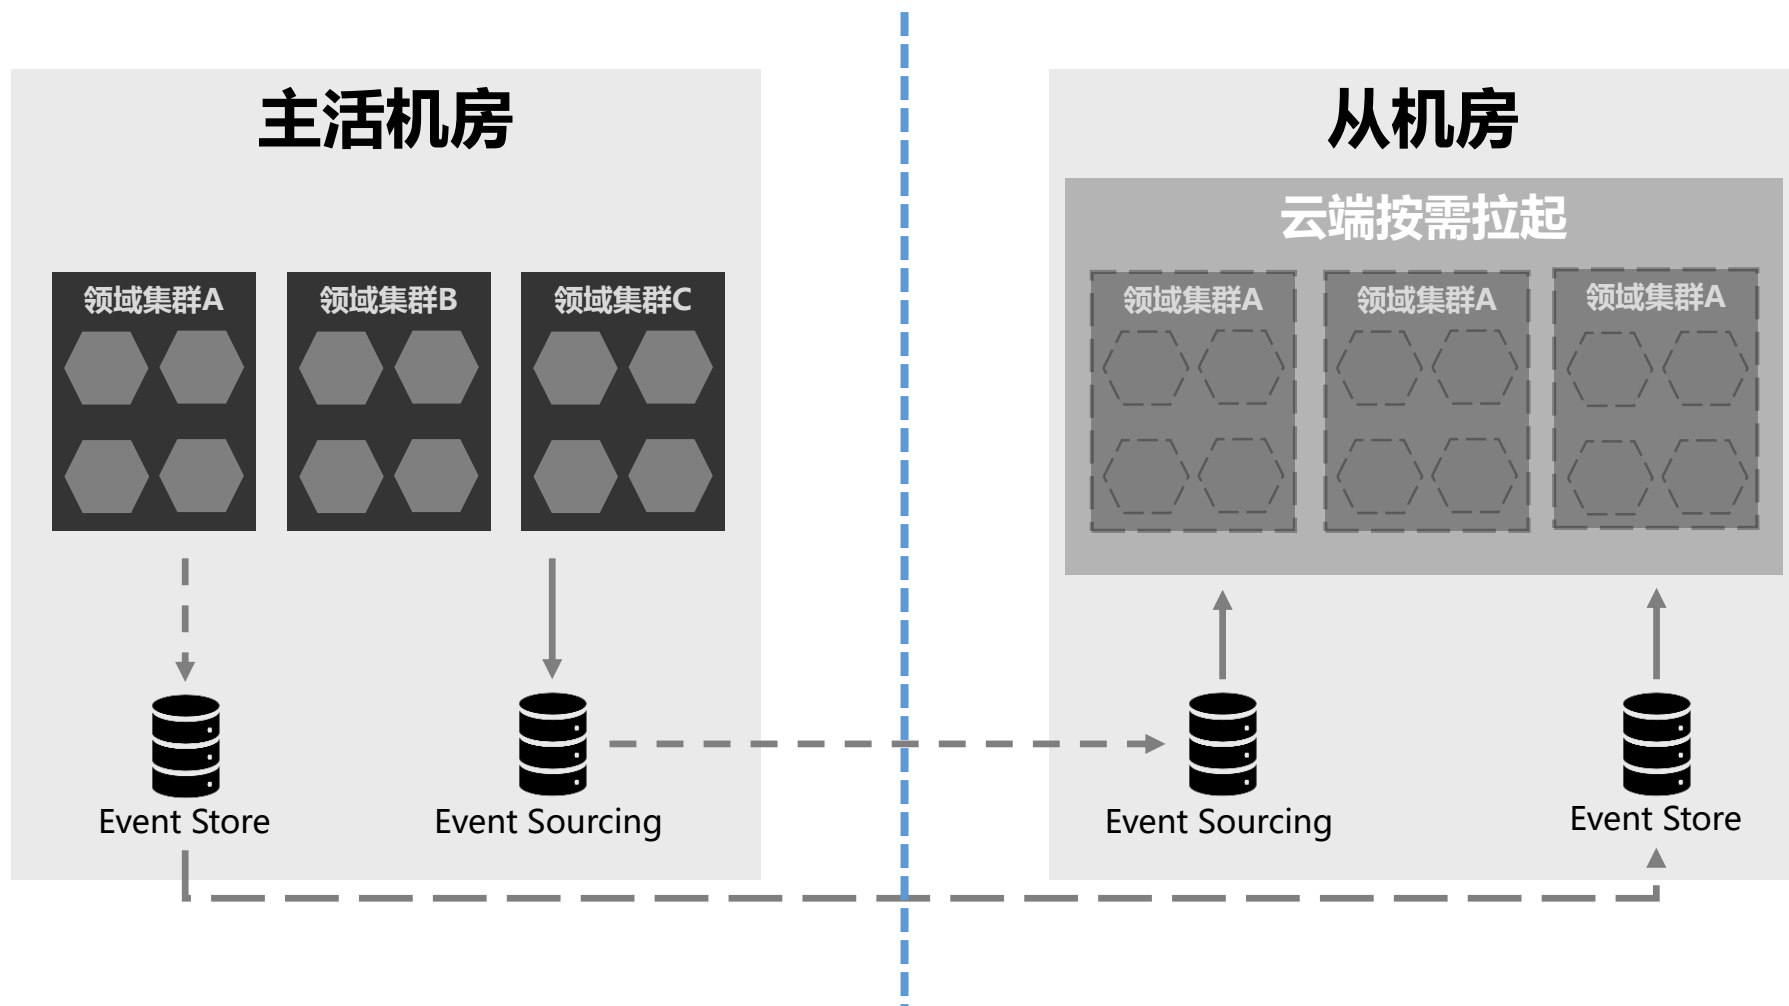 主活机房
领域集群A
领域集群B
领域集群C
Event Store
Event Sourcing
从机房
云端按需拉起
领域集群A
领域集群A
领域集群A
Event Sourcing
Event Store